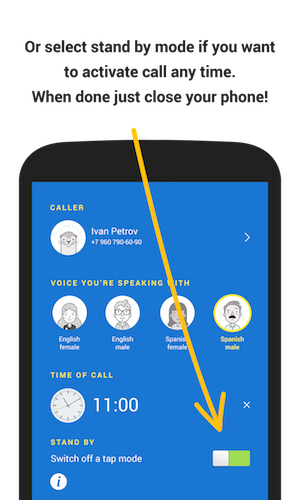 Or select stand by mode if you want
to activate call any time.
When done just close your phone!
CALLER
Ivan Petrov
+7 960 790-60-90
VOICE YOU'RE SPEAKING WITH
English female
English male
Spanish female
Spanish male
TIME OF CALL
11:00
STAND BY
Switch off a tap mode
i